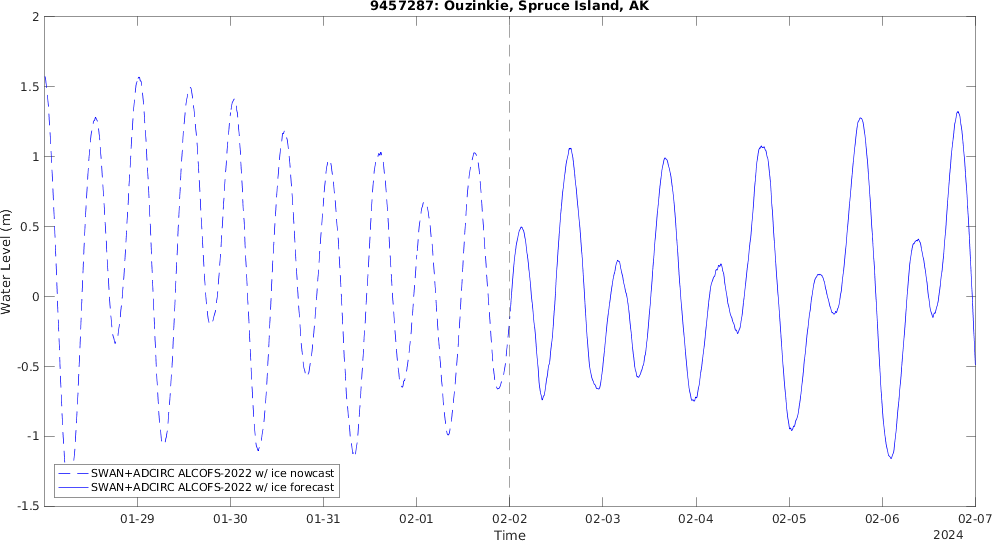 9457287: Ouzinkie, Spruce Island, AK
2
1.5
1
0.5
0
-0.5
-1
-1.5
Water Level (m)
SWAN+ADCIRC ALCOFS-2022 w/ ice nowcast
SWAN+ADCIRC ALCOFS-2022 w/ ice forecast
01-29 01-30 01-31 02-01 02-02 02-03 02-04 02-05 02-06 02-07
Time
2024